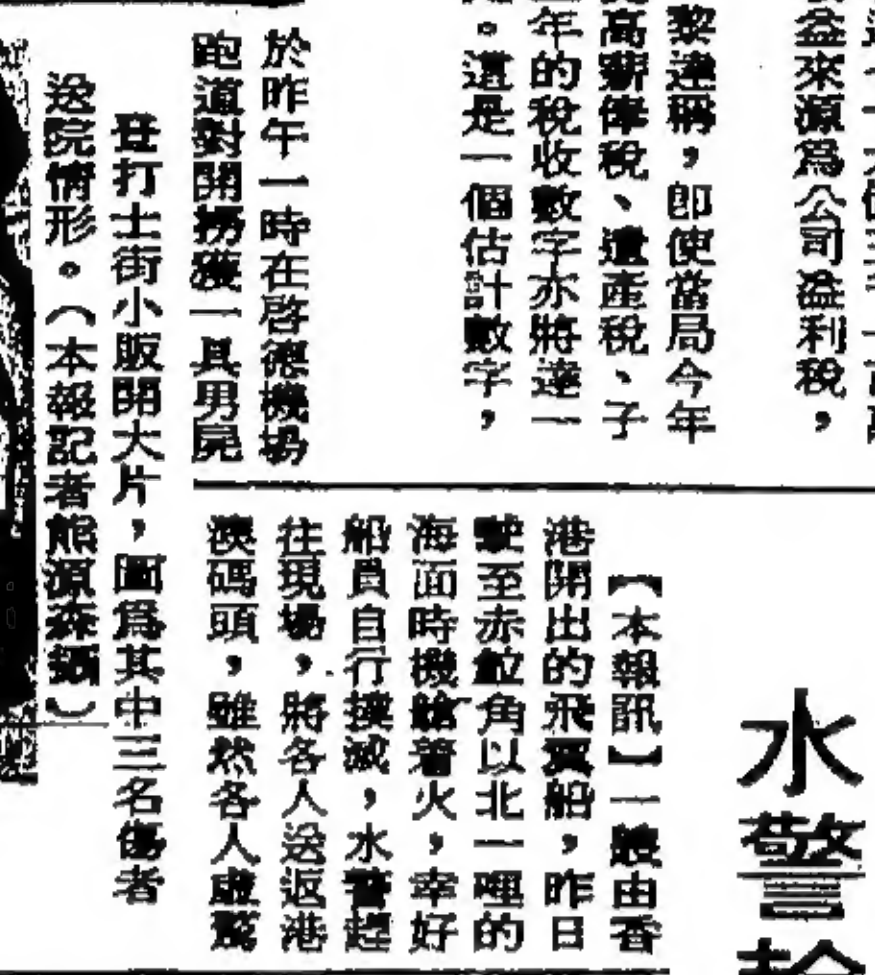 益來源爲公司溢利稅，
黎達稱，即使當局今年
高薪俸稅、遺產稅、子
年的稅收數字亦將達一
。這是一個估計數字，
水警
【本報訊】一艘由香
港開出的飛翼船，昨日
駛至赤鱲角以北一哩的
海面時機艙着火，幸好
船員自行撲滅，水警趕
往現場，將各人送返港
澳碼頭，雖然各人虛驚
於昨午一時在啓德機場
跑道對開撈獲一具男屍
登打士街小販開大片，圖爲其中三名傷者
送院情形。（本報記者熊源森攝）